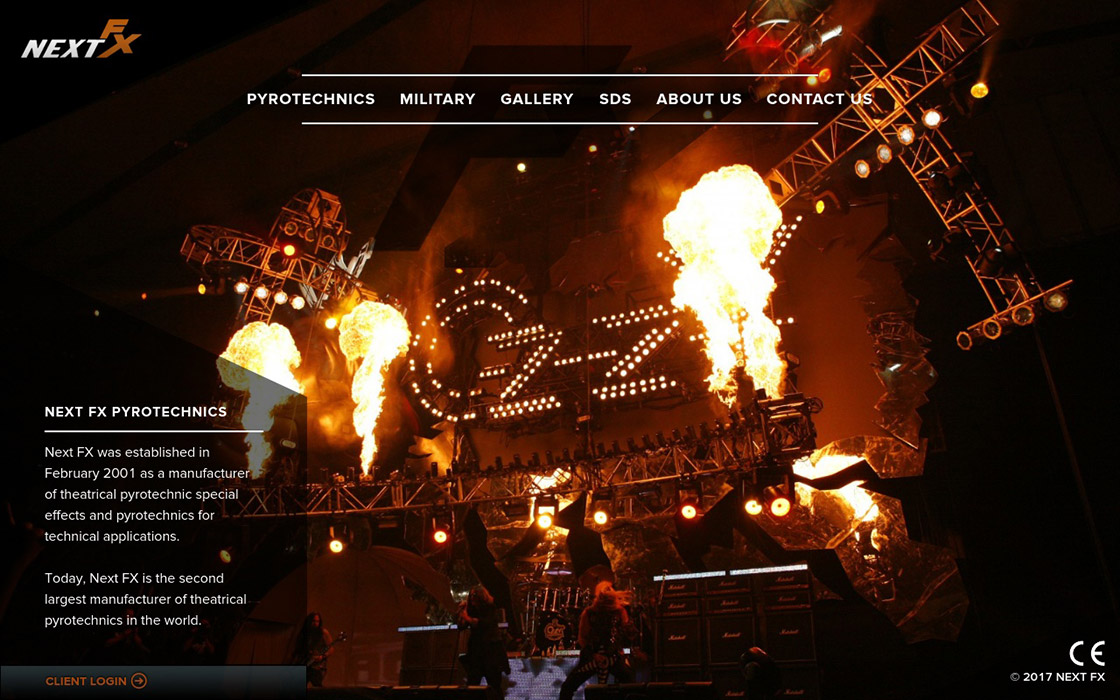 NEXT FX
PYROTECHNICS MILITARY GALLERY SDS ABOUT US CONTACT US
NEXT FX PYROTECHNICS
Next FX was established in
February 2001 as a manufacturer
of theatrical pyrotechnic special
effects and pyrotechnics for
technical applications.
Today, Next FX is the second
largest manufacturer of theatrical
pyrotechnics in the world.
CLIENT LOGIN
CE
© 2017 NEXT FX